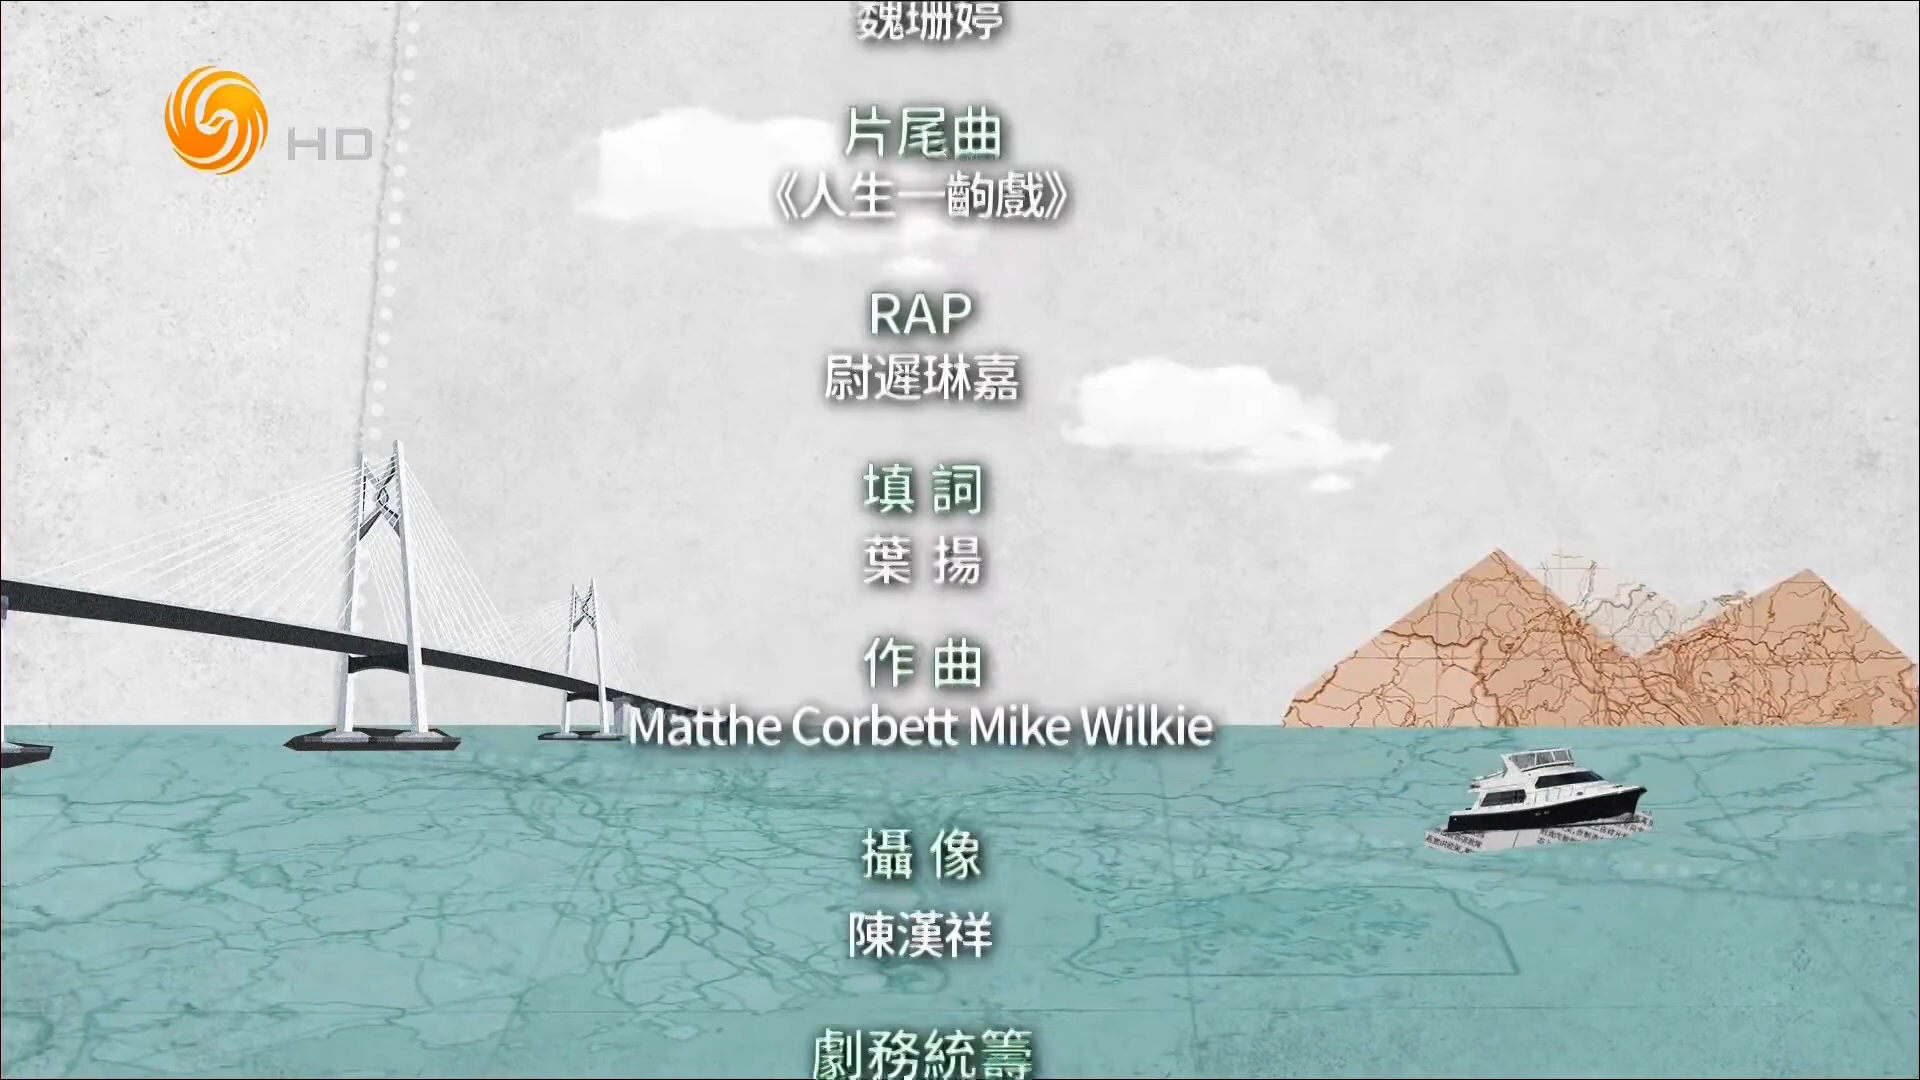 魏珊婷
HD
片尾曲
《人生一齣戲》
RAP
尉遲琳嘉
填 詞
葉 揚
作 曲
Matthe Corbett Mike Wilkie
攝 像
陳漢祥
劇務統籌